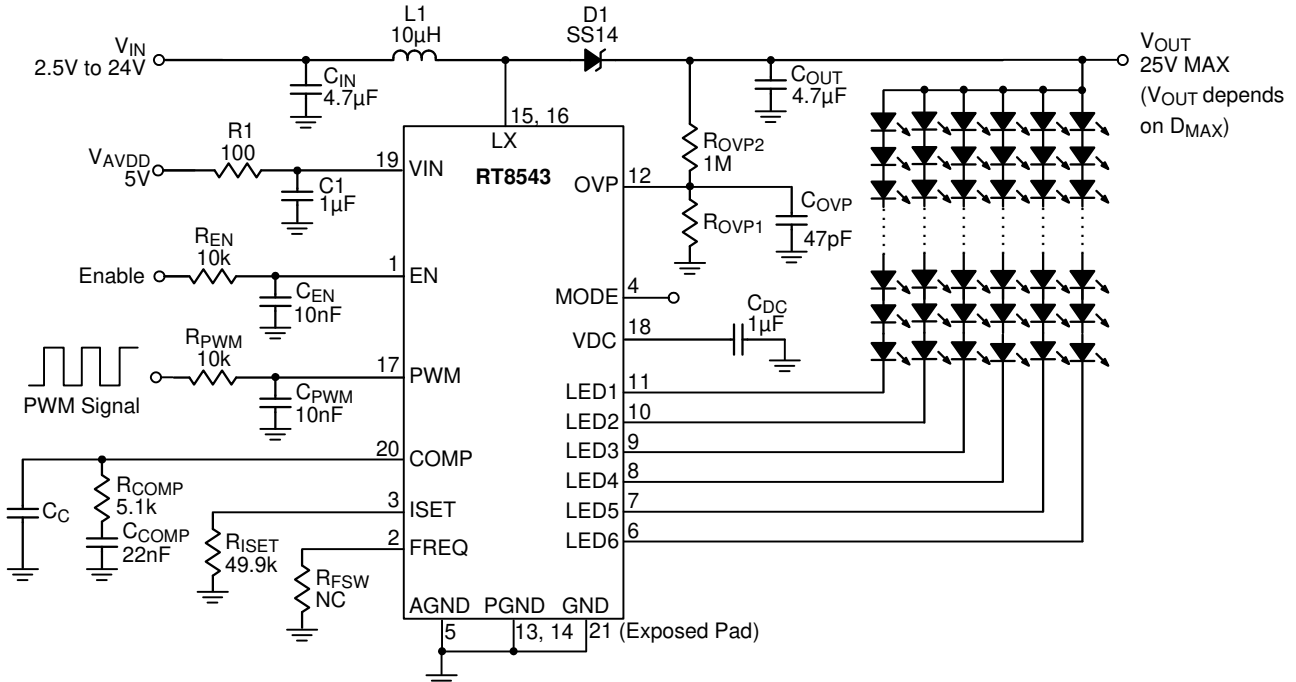 L1
10µH
D1
SS14
VIN
2.5V to 24V
CIN
4.7µF
COUT
4.7µF
VOUT
25V MAX
(VOUT depends
on DMAX)
15, 16
LX
RT8543
R1
100
VAVDD
5V
C1
1µF
19
VIN
OVP
12
ROVP2
1M
ROVP1
COVP
47pF
REN
10k
Enable
CEN
10nF
1
EN
MODE
4
VDC
18
CDC
1µF
RPWM
10k
PWM Signal
CPWM
10nF
17
PWM
LED1
11
LED2
10
LED3
9
LED4
8
LED5
7
LED6
6
20
COMP
CC
RCOMP
5.1k
CCOMP
22nF
3
ISET
RISET
49.9k
2
FREQ
RFSW
NC
AGND
PGND
GND
5
13, 14
21 (Exposed Pad)